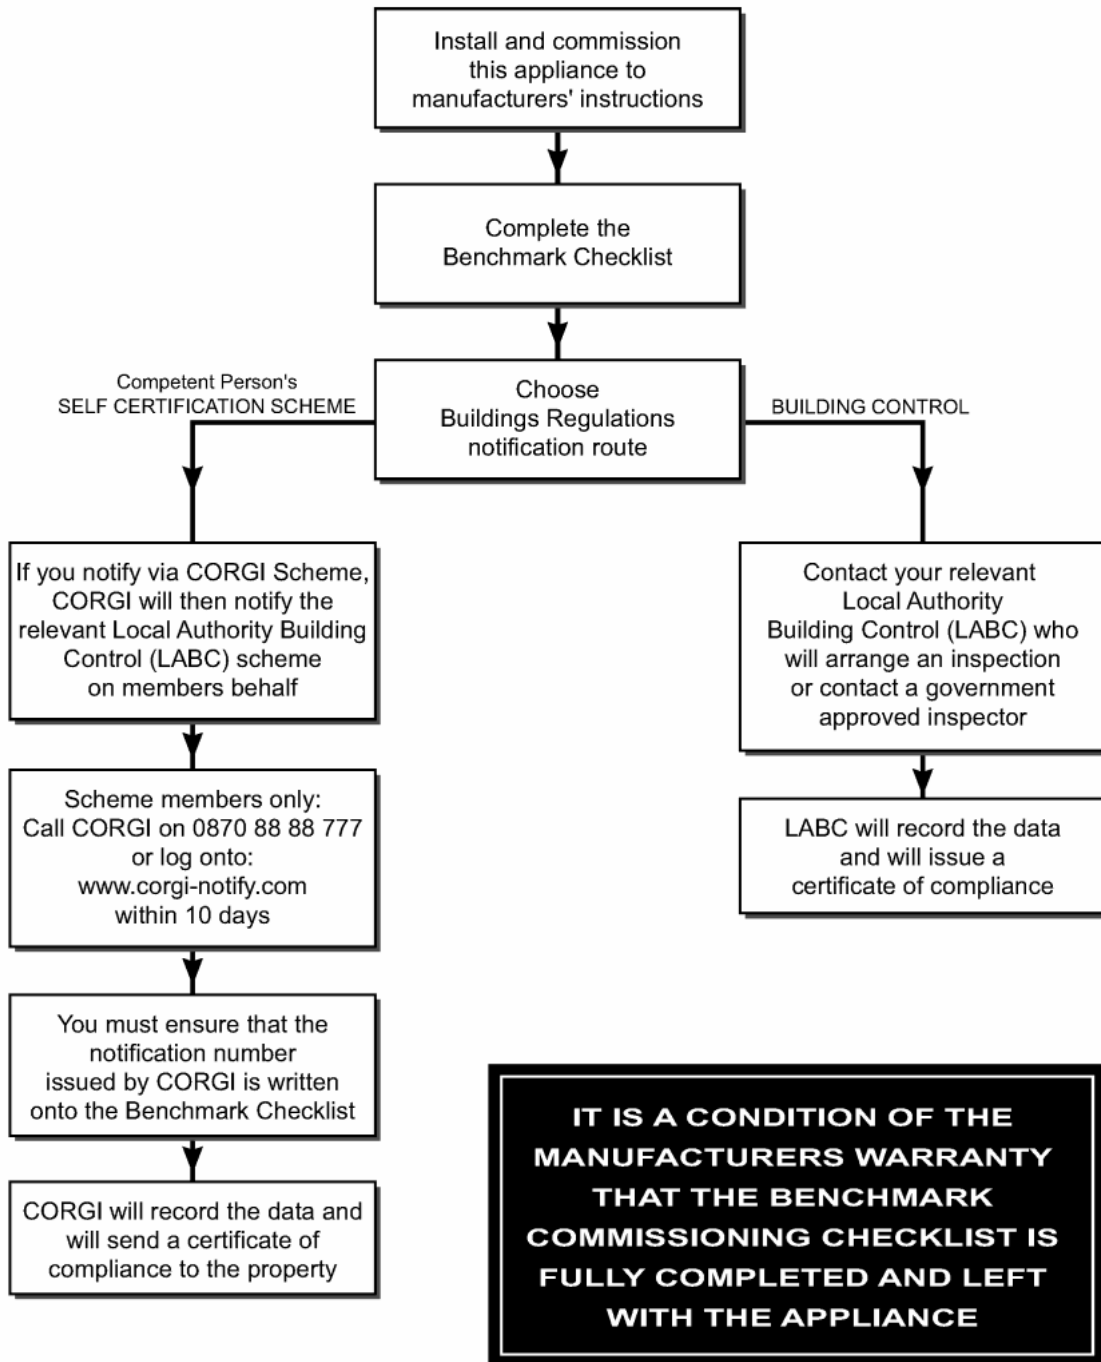 Install and commission
this appliance to
manufacturers' instructions
Complete the
Benchmark Checklist
Choose
Buildings Regulations
notification route
Competent Person's
SELF CERTIFICATION SCHEME
BUILDING CONTROL
If you notify via CORGI Scheme,
CORGI will then notify the
relevant Local Authority Building
Control (LABC) scheme
on members behalf
Scheme members only:
Call CORGI on 0870 88 88 777
or log onto:
www.corgi-notify.com
within 10 days
You must ensure that the
notification number
issued by CORGI is written
onto the Benchmark Checklist
CORGI will record the data and
will send a certificate of
compliance to the property
Contact your relevant
Local Authority
Building Control (LABC) who
will arrange an inspection
or contact a government
approved inspector
LABC will record the data
and will issue a
certificate of compliance
IT IS A CONDITION OF THE
MANUFACTURERS WARRANTY
THAT THE BENCHMARK
COMMISSIONING CHECKLIST IS
FULLY COMPLETED AND LEFT
WITH THE APPLIANCE